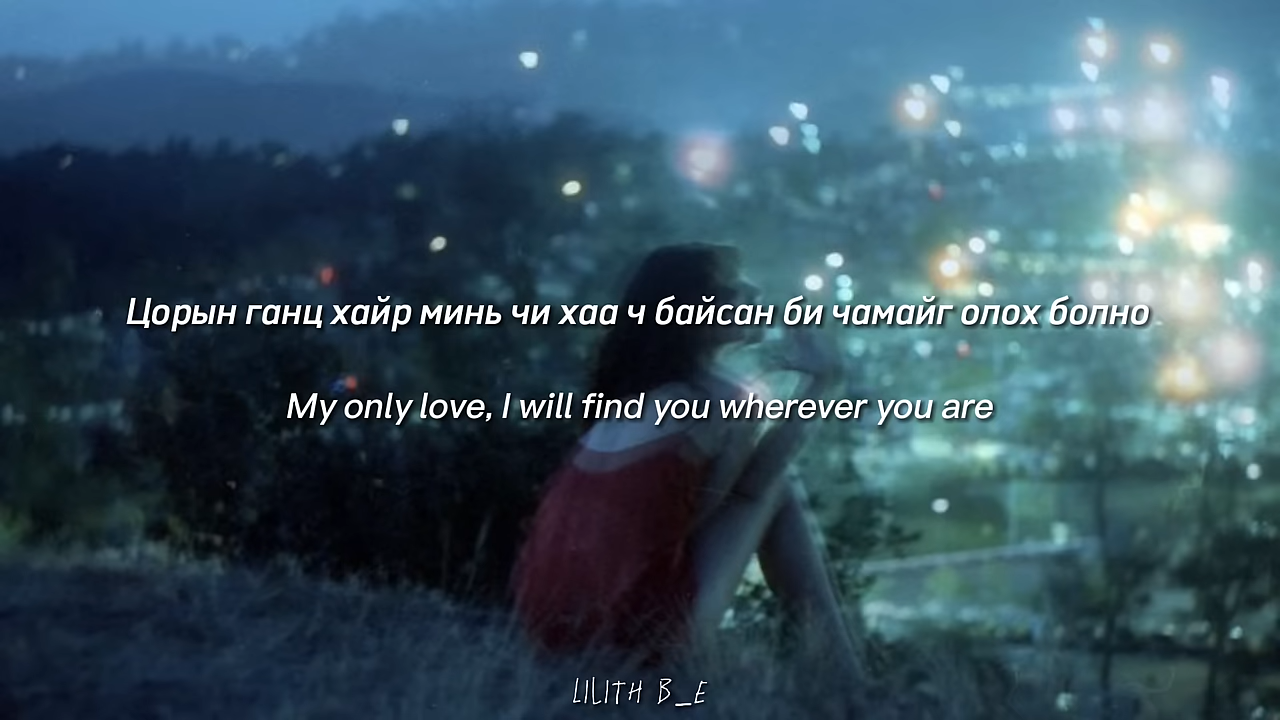 Цорын ганц хайр минь чи хаа ч байсан би чамайг олох болно
My only love, I will find you wherever you are
LILITH B_E